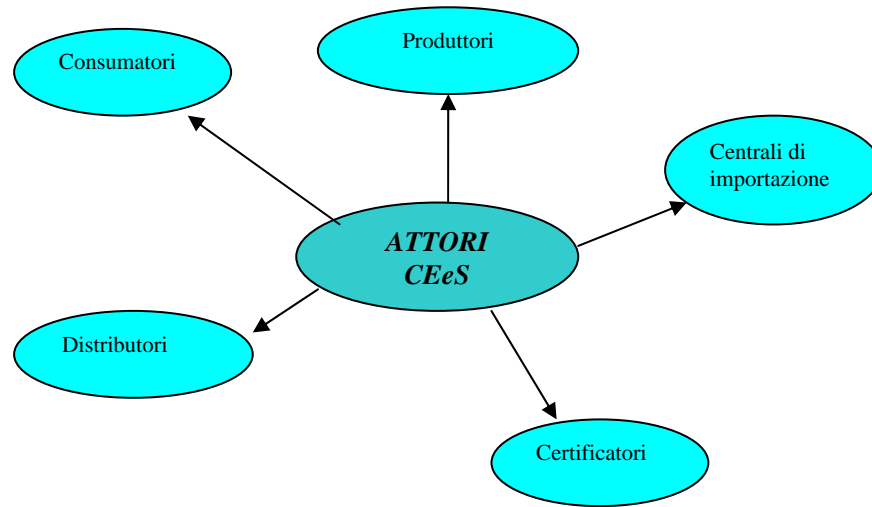 Produttori
Consumatori
Centrali di
importazione
ATTORI
CEeS
Distributori
Certificatori